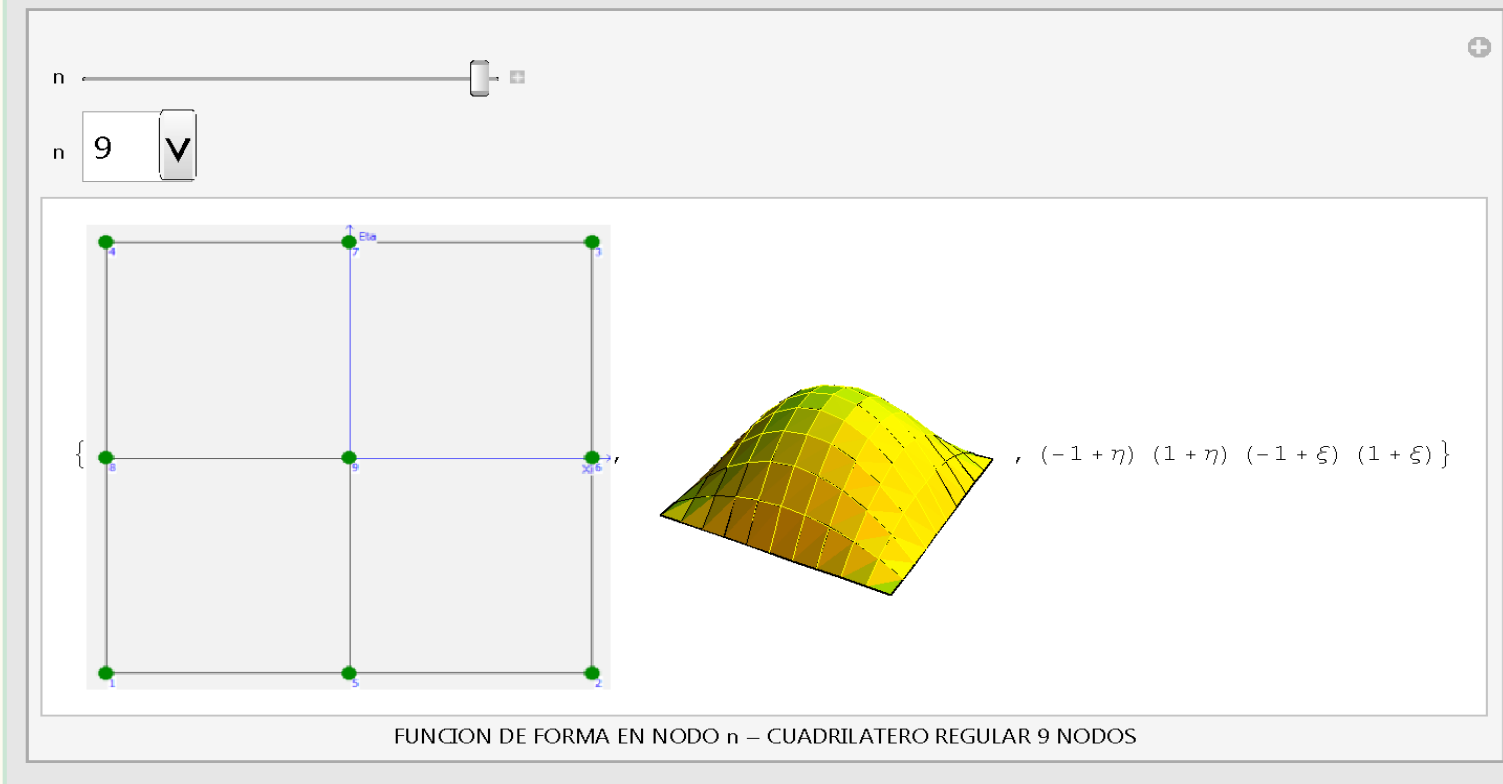 n
n 9
4 7 Eta 3
{ 8 9 Xi 6 , , (-1 + η) (1 + η) (-1 + ξ) (1 + ξ) }
1 5 2
FUNCION DE FORMA EN NODO n – CUADRILATERO REGULAR 9 NODOS